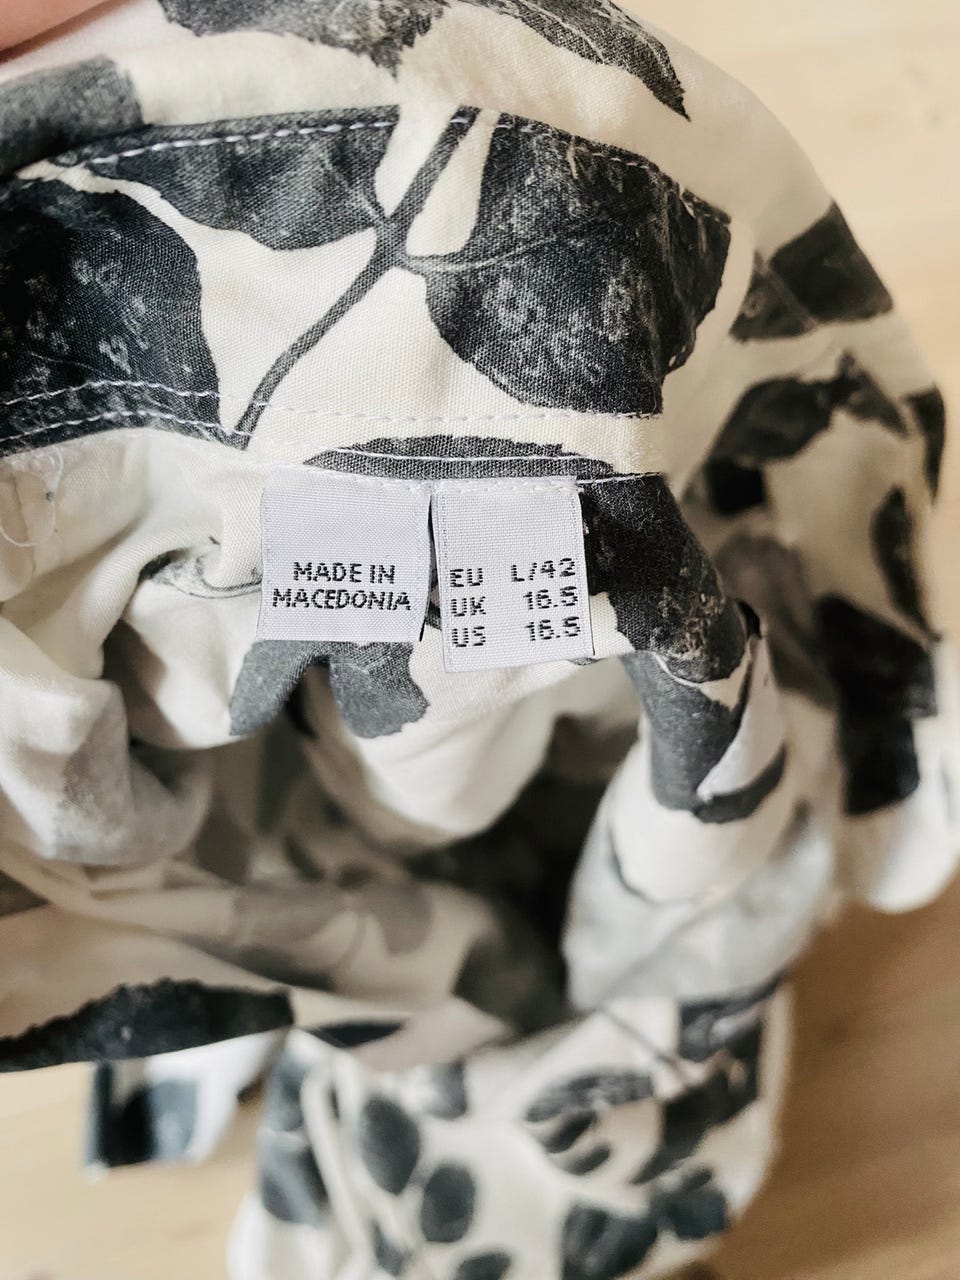 MADE IN
MACEDONIA
EU L/42
UK 16.5
US 16.5